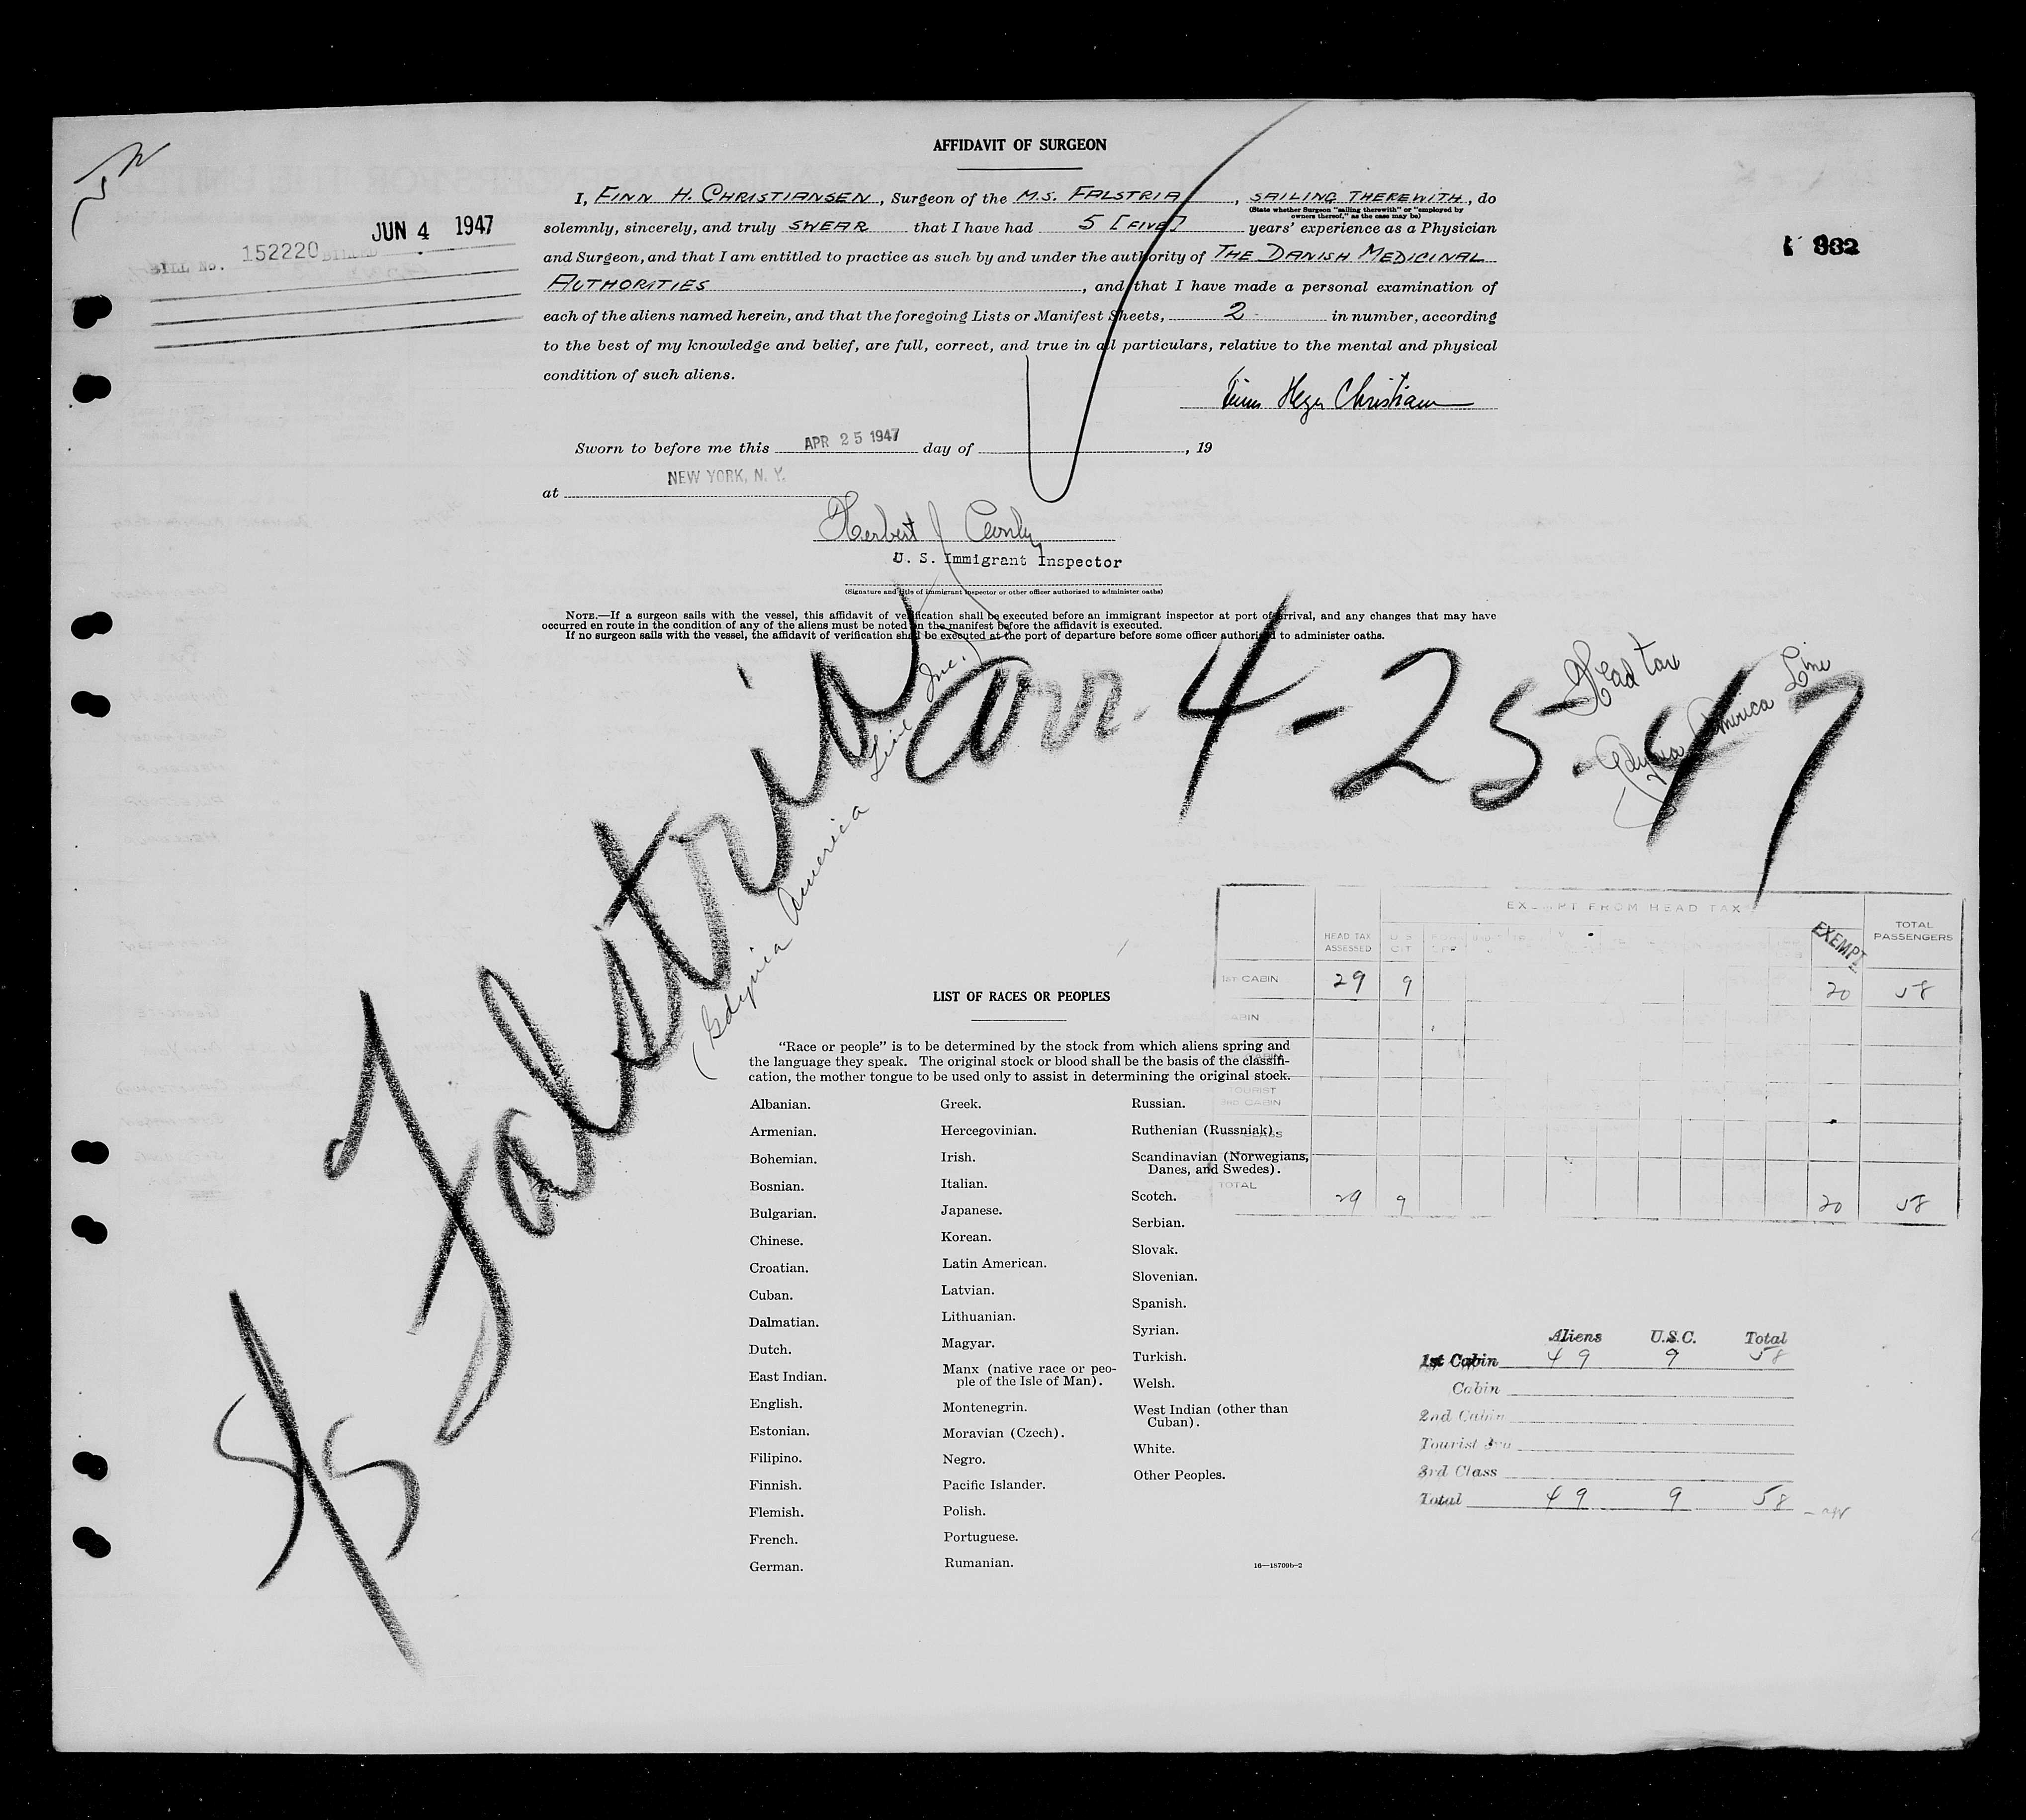 AFFIDAVIT OF SURGEON
I, FINN H. CHRISTIANSEN, Surgeon of the M.S. FALSTRIA, SAILING THEREWITH, do
(State whether Surgeon "sailing therewith" or "employed by
owners thereof," as the case may be)
solemnly, sincerely, and truly SWEAR that I have had 5 [FIVE] years' experience as a Physician
and Surgeon, and that I am entitled to practice as such by and under the authority of THE DANISH MEDICINAL
AUTHORITIES, and that I have made a personal examination of
each of the aliens named herein, and that the foregoing Lists or Manifest Sheets, 2 in number, according
to the best of my knowledge and belief, are full, correct, and true in all particulars, relative to the mental and physical
condition of such aliens.
JUN 4 1947
BILL No. 152220 BILLED
Finn Heger Christiansen
Sworn to before me this APR 25 1947 day of , 19
at NEW YORK, N. Y.
Herbert J
U. S. Immigrant Inspector
(Signature and title of immigrant inspector or other officer authorized to administer oaths)
NOTE.—If a surgeon sails with the vessel, this affidavit of verification shall be executed before an immigrant inspector at port of arrival, and any changes that may have
occurred en route in the condition of any of the aliens must be noted on the manifest before the affidavit is executed.
If no surgeon sails with the vessel, the affidavit of verification shall be executed at the port of departure before some officer authorized to administer oaths.
S/S Falstria Arr. 4-25-47
(Gdynia America Line Inc.)
Head tax
Gdynia America Line
EXEMPT FROM HEAD TAX
HEAD TAX ASSESSED U S CIT EXEMPT TOTAL PASSENGERS
1ST CABIN 29 9 20 58
CABIN
TOURIST
3RD CABIN
TOTAL 29 9 20 58
LIST OF RACES OR PEOPLES
"Race or people" is to be determined by the stock from which aliens spring and
the language they speak. The original stock or blood shall be the basis of the classifi-
cation, the mother tongue to be used only to assist in determining the original stock.
Albanian.
Armenian.
Bohemian.
Bosnian.
Bulgarian.
Chinese.
Croatian.
Cuban.
Dalmatian.
Dutch.
East Indian.
English.
Estonian.
Filipino.
Finnish.
Flemish.
French.
German.
Greek.
Hercegovinian.
Irish.
Italian.
Japanese.
Korean.
Latin American.
Latvian.
Lithuanian.
Magyar.
Manx (native race or peo-
ple of the Isle of Man).
Montenegrin.
Moravian (Czech).
Negro.
Pacific Islander.
Polish.
Portuguese.
Rumanian.
Russian.
Ruthenian (Russniak).
Scandinavian (Norwegians,
Danes, and Swedes).
Scotch.
Serbian.
Slovak.
Slovenian.
Spanish.
Syrian.
Turkish.
Welsh.
West Indian (other than
Cuban).
White.
Other Peoples.
16—18709b-2
Aliens U.S.C. Total
1st Cabin 49 9 58
Cabin
2nd Cabin
Tourist 3rd
3rd Class
Total 49 9 58